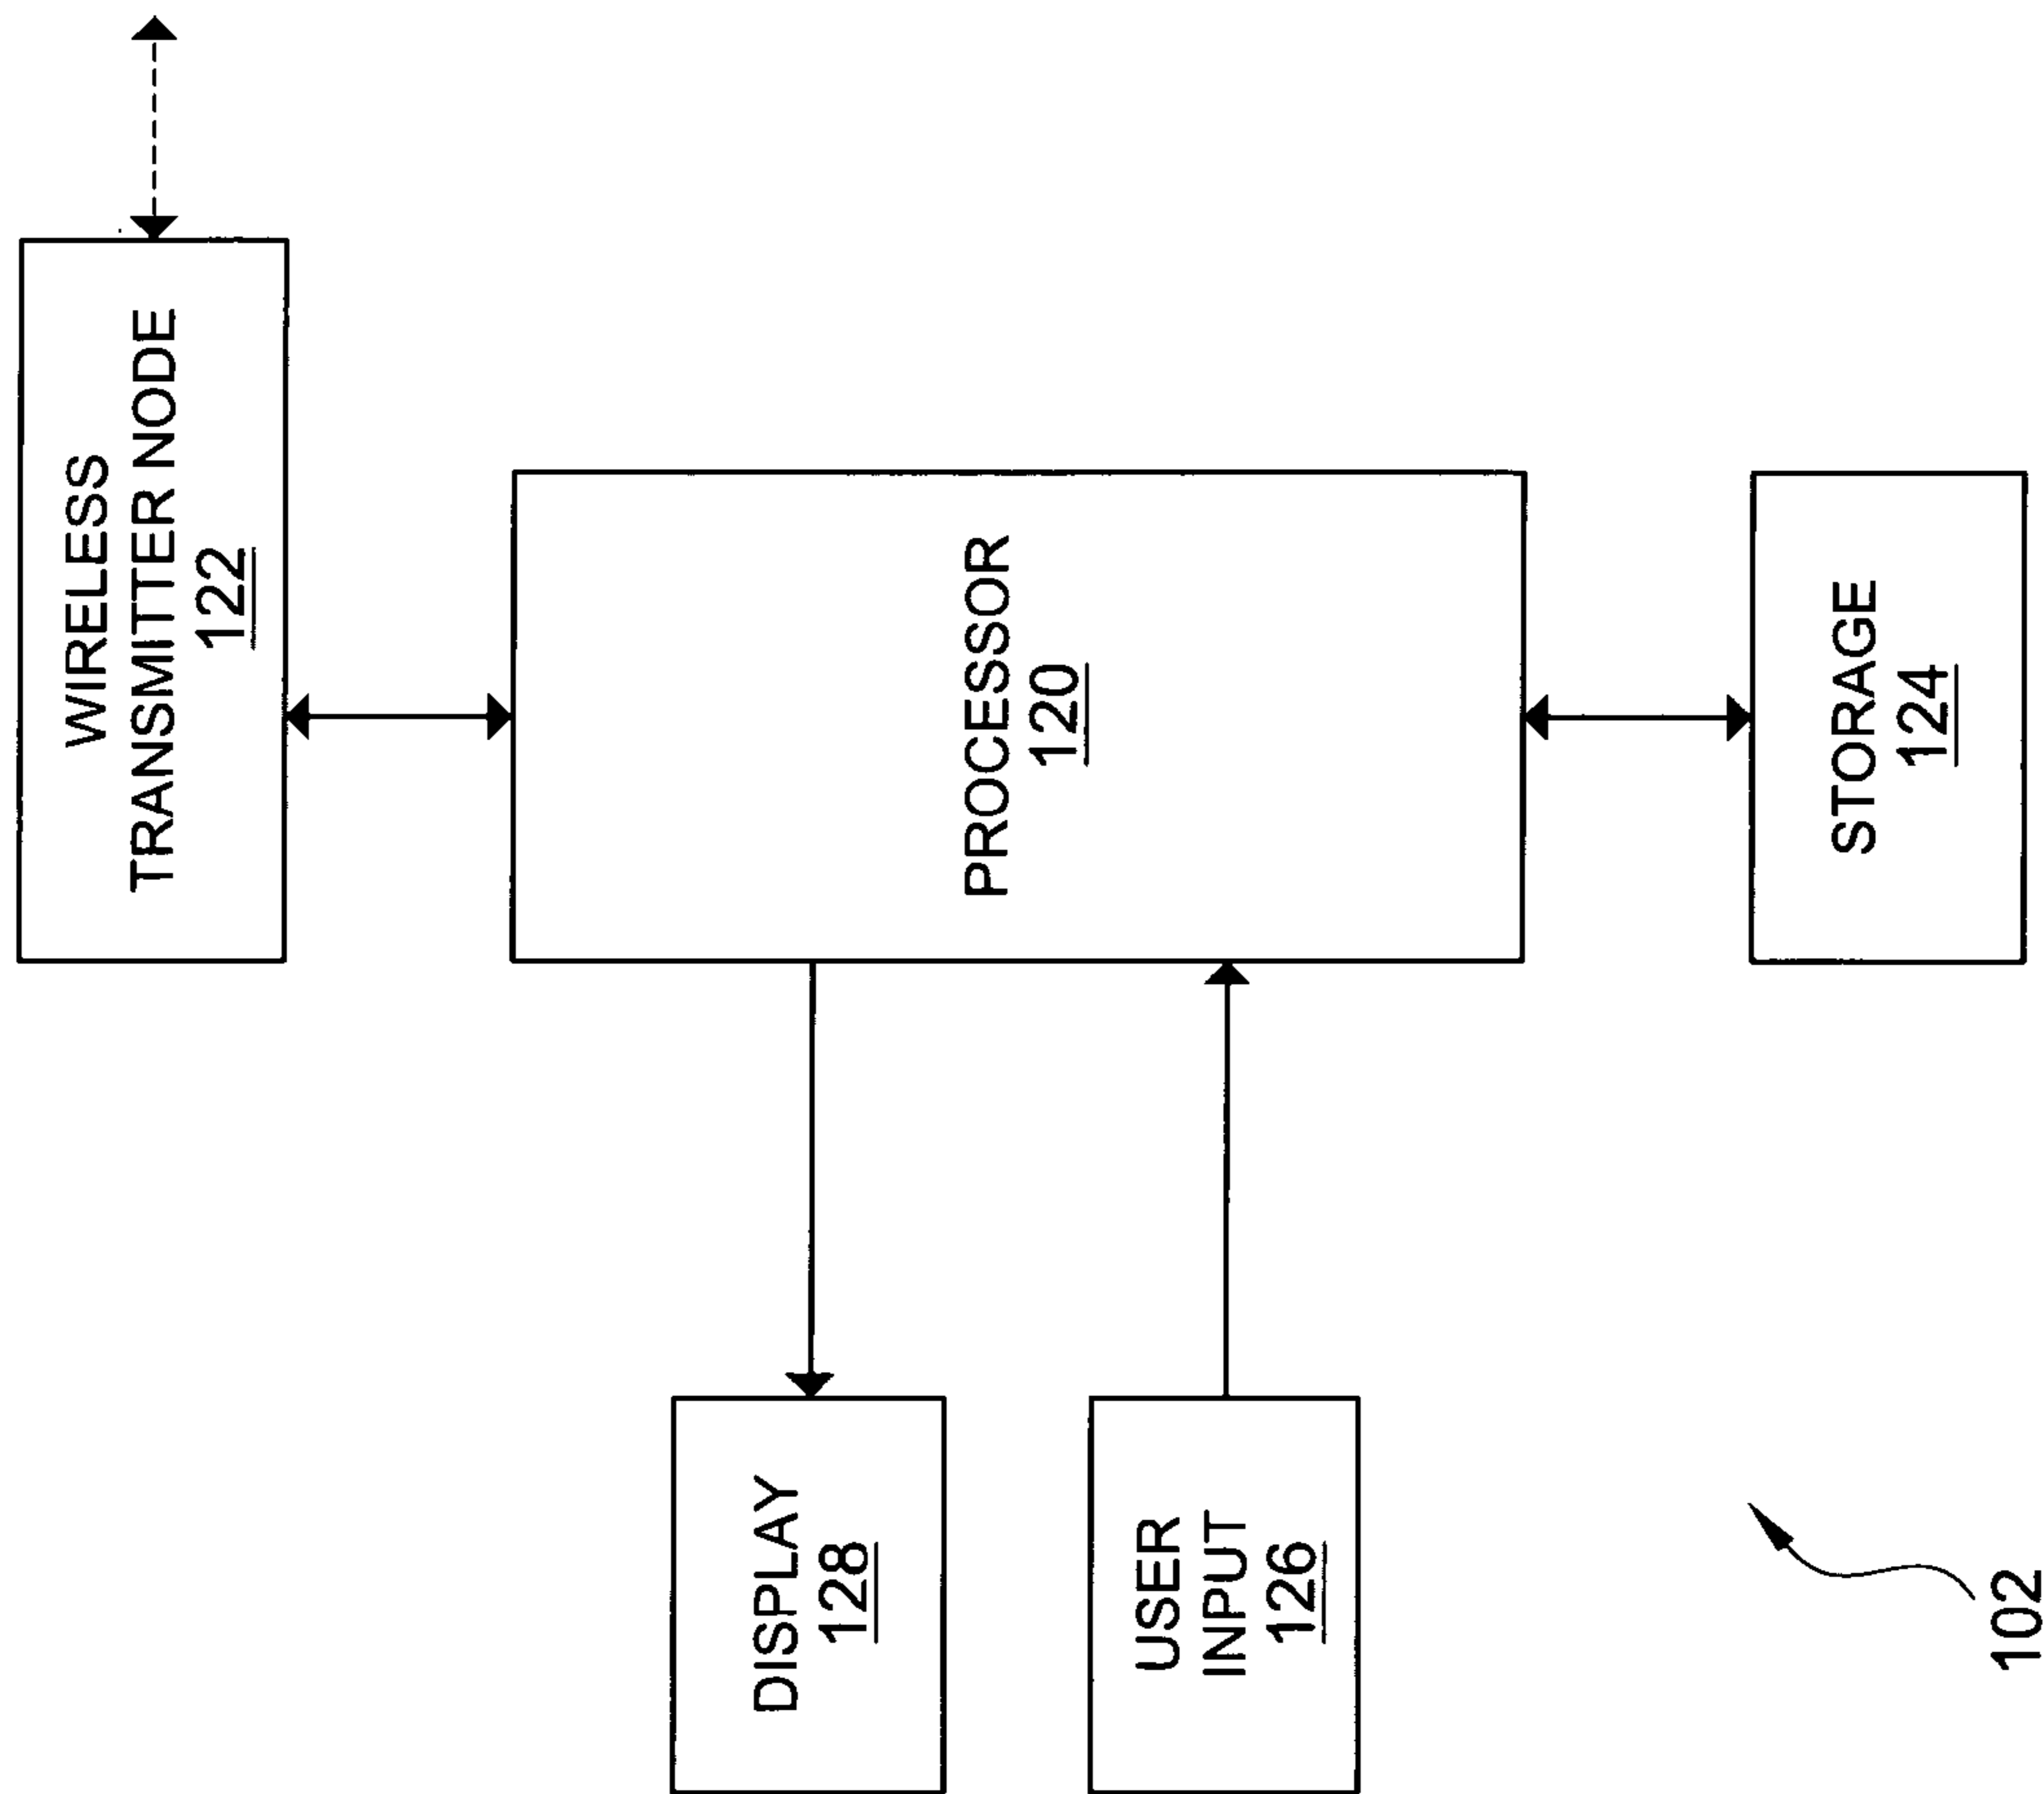 WIRELESS
TRANSMITTER NODE
122
DISPLAY
128
PROCESSOR
120
USER
INPUT
126
STORAGE
124
102